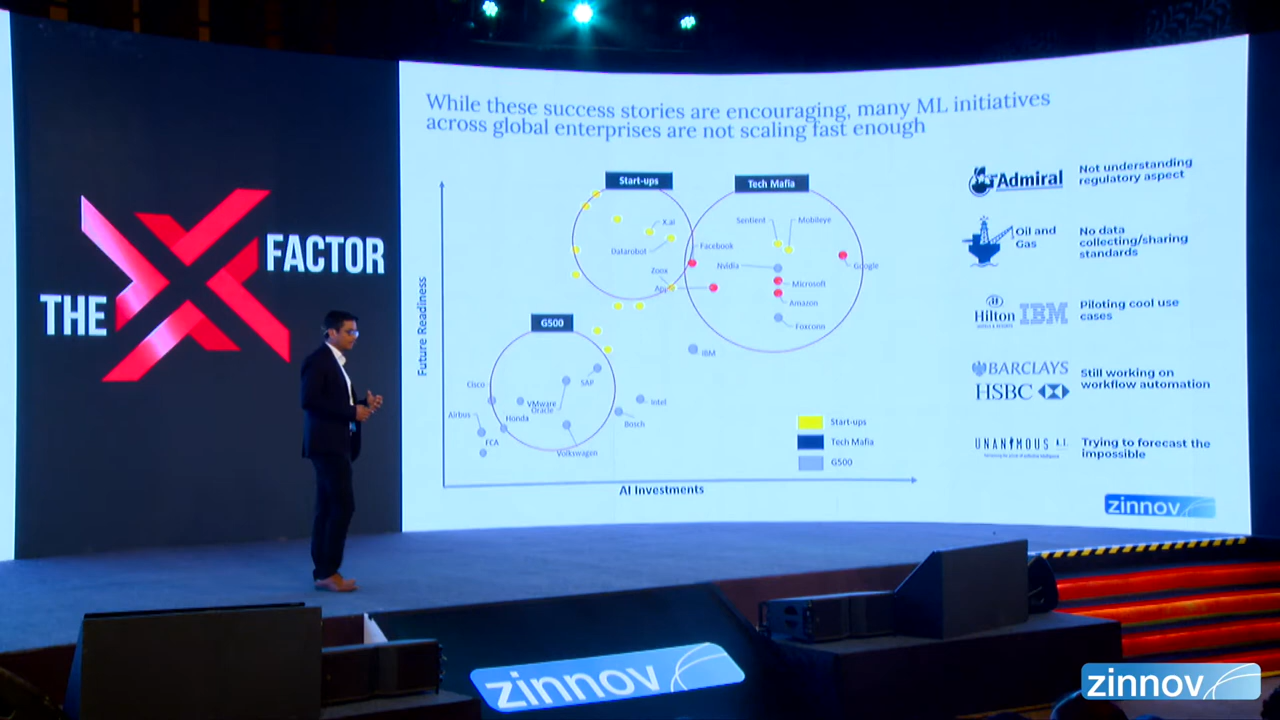 THE
FACTOR
While these success stories are encouraging, many ML initiatives
across global enterprises are not scaling fast enough
Start-ups
Tech Mafia
X.ai
Datarobot
Zoox
Sentient
Mobileye
Facebook
Nvidia
Google
Microsoft
Amazon
Foxconn
G500
IBM
Cisco
SAP
VMware
Oracle
Intel
Airbus
Honda
Bosch
FCA
Volkswagen
Future Readiness
AI Investments
Start-ups
Tech Mafia
G500
Admiral
Not understanding
regulatory aspect
Oil and
Gas
No data
collecting/sharing
standards
Hilton
IBM
Piloting cool use
cases
BARCLAYS
HSBC
Still working on
workflow automation
UNANIMOUS A.I.
Trying to forecast the
impossible
zinnov
zinnov
zinnov